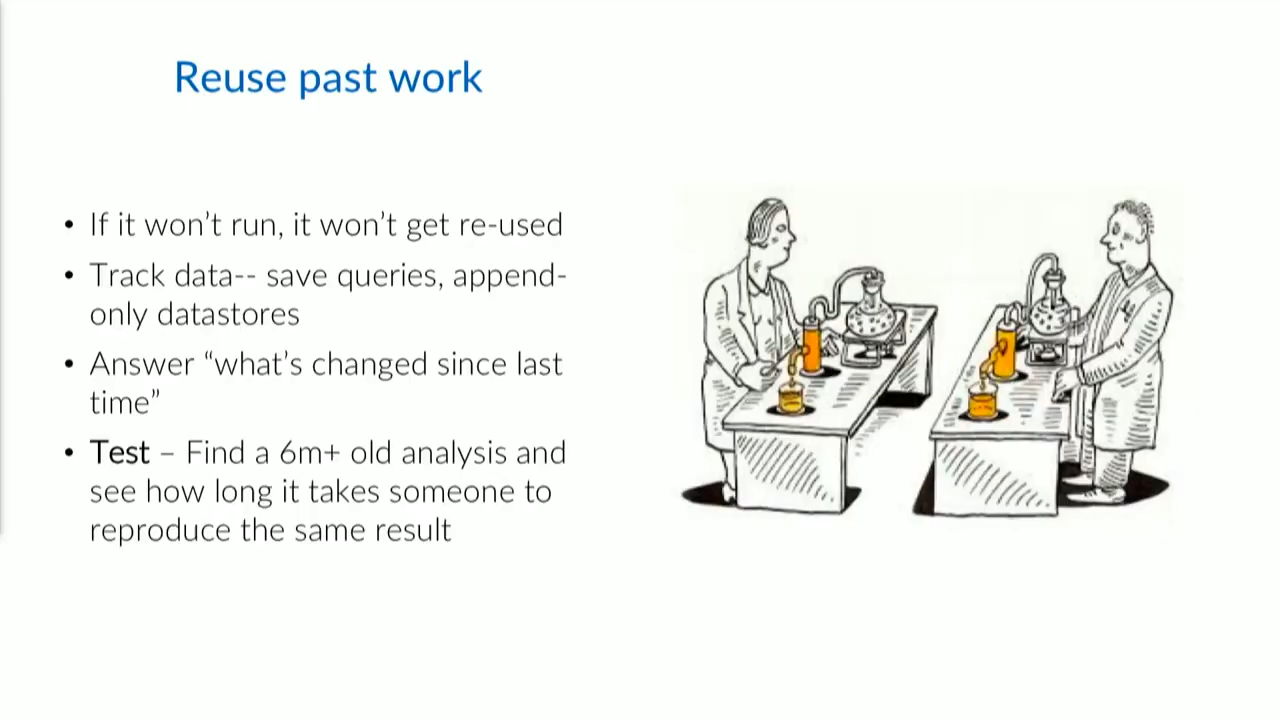 Reuse past work
• If it won’t run, it won’t get re-used
• Track data-- save queries, append-
only datastores
• Answer “what’s changed since last
time”
• Test – Find a 6m+ old analysis and
see how long it takes someone to
reproduce the same result